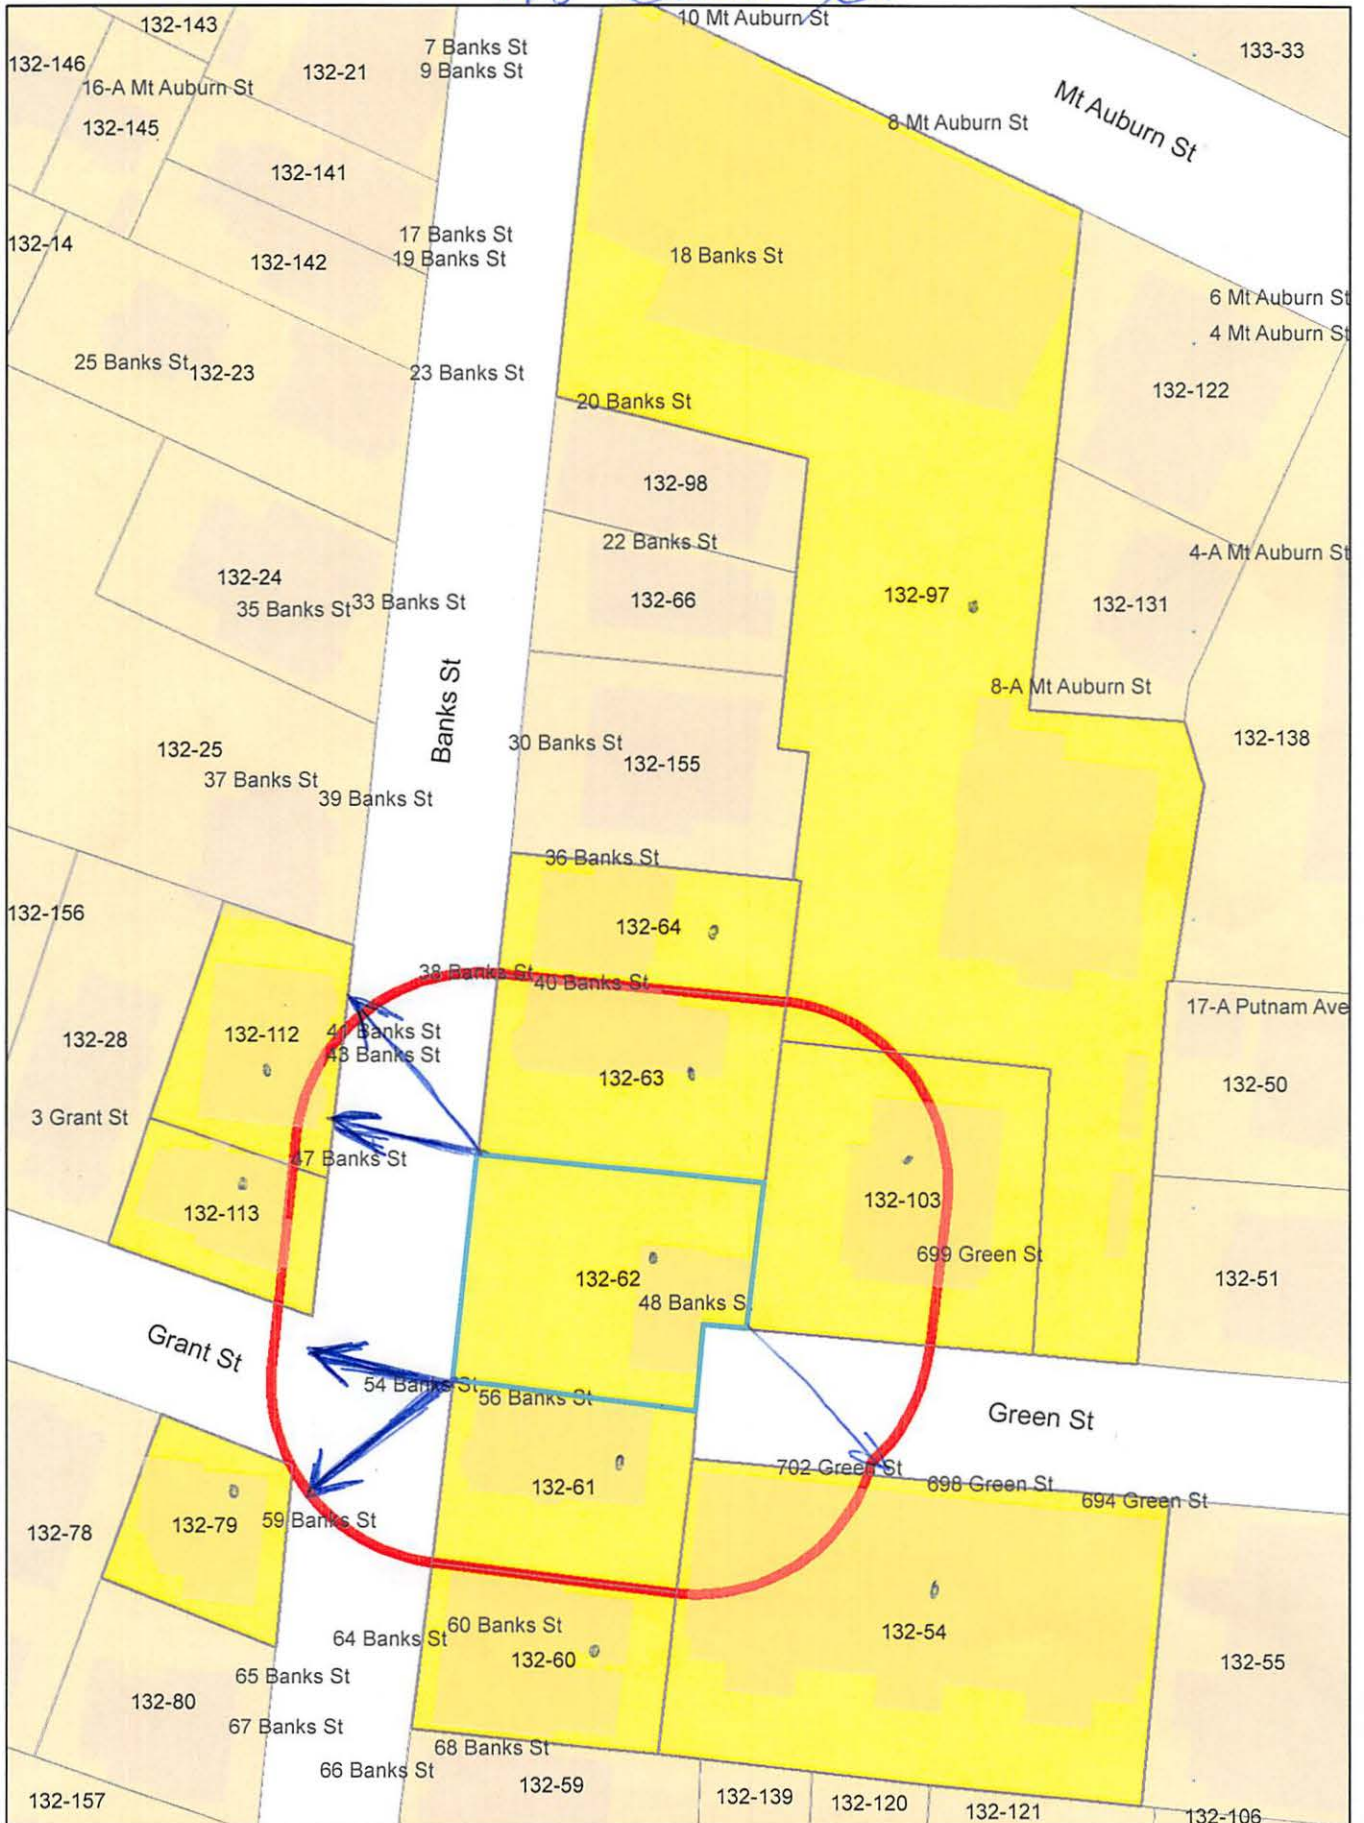 10 Mt Auburn St
132-143
7 Banks St
9 Banks St
133-33
132-146
132-21
16-A Mt Auburn St
Mt Auburn St
8 Mt Auburn St
132-145
132-141
17 Banks St
132-14
19 Banks St
132-142
18 Banks St
6 Mt Auburn St
4 Mt Auburn St
25 Banks St
132-23
23 Banks St
132-122
20 Banks St
132-98
22 Banks St
4-A Mt Auburn St
132-24
35 Banks St
33 Banks St
132-66
132-97
132-131
8-A Mt Auburn St
Banks St
132-25
30 Banks St
132-155
132-138
37 Banks St
39 Banks St
36 Banks St
132-156
132-64
38 Banks St
40 Banks St
17-A Putnam Ave
132-28
132-112
41 Banks St
43 Banks St
132-63
132-50
3 Grant St
47 Banks St
132-113
132-103
699 Green St
132-62
132-51
48 Banks S
Grant St
54 Banks St
56 Banks St
Green St
702 Green St
698 Green St
694 Green St
132-61
132-78
132-79
59 Banks St
64 Banks St
60 Banks St
132-60
132-54
132-55
65 Banks St
132-80
67 Banks St
68 Banks St
66 Banks St
132-59
132-157
132-139
132-120
132-121
132-106